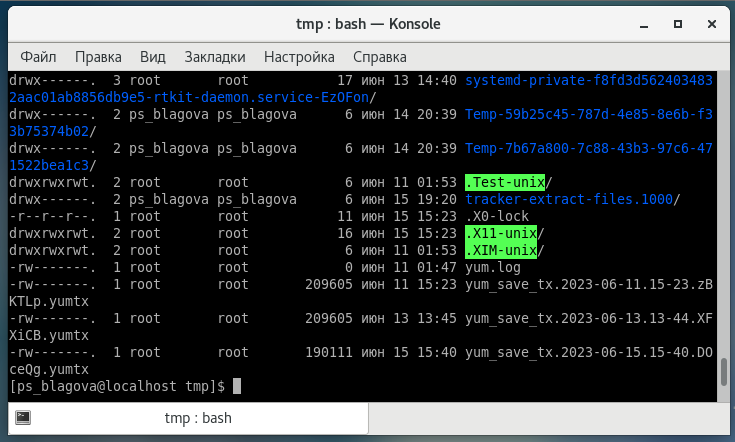 tmp : bash — Konsole
Файл Правка Вид Закладки Настройка Справка
drwx------. 3 root root 17 июн 13 14:40 systemd-private-f8fd3d562403483
2aac01ab8856db9e5-rtkit-daemon.service-EzOFon/
drwx------. 2 ps_blagova ps_blagova 6 июн 14 20:39 Temp-59b25c45-787d-4e85-8e6b-f3
3b75374b02/
drwx------. 2 ps_blagova ps_blagova 6 июн 14 20:39 Temp-7b67a800-7c88-43b3-97c6-47
1522bea1c3/
drwxrwxrwt. 2 root root 6 июн 11 01:53 .Test-unix/
drwx------. 2 ps_blagova ps_blagova 6 июн 15 19:20 tracker-extract-files.1000/
-r--r--r--. 1 root root 11 июн 15 15:23 .X0-lock
drwxrwxrwt. 2 root root 16 июн 15 15:23 .X11-unix/
drwxrwxrwt. 2 root root 6 июн 11 01:53 .XIM-unix/
-rw-------. 1 root root 0 июн 11 01:47 yum.log
-rw-------. 1 root root 209605 июн 11 15:23 yum_save_tx.2023-06-11.15-23.zB
KTLp.yumtx
-rw-------. 1 root root 209605 июн 13 13:45 yum_save_tx.2023-06-13.13-44.XF
XiCB.yumtx
-rw-------. 1 root root 190111 июн 15 15:40 yum_save_tx.2023-06-15.15-40.DO
ceQg.yumtx
[ps_blagova@localhost tmp]$
tmp : bash